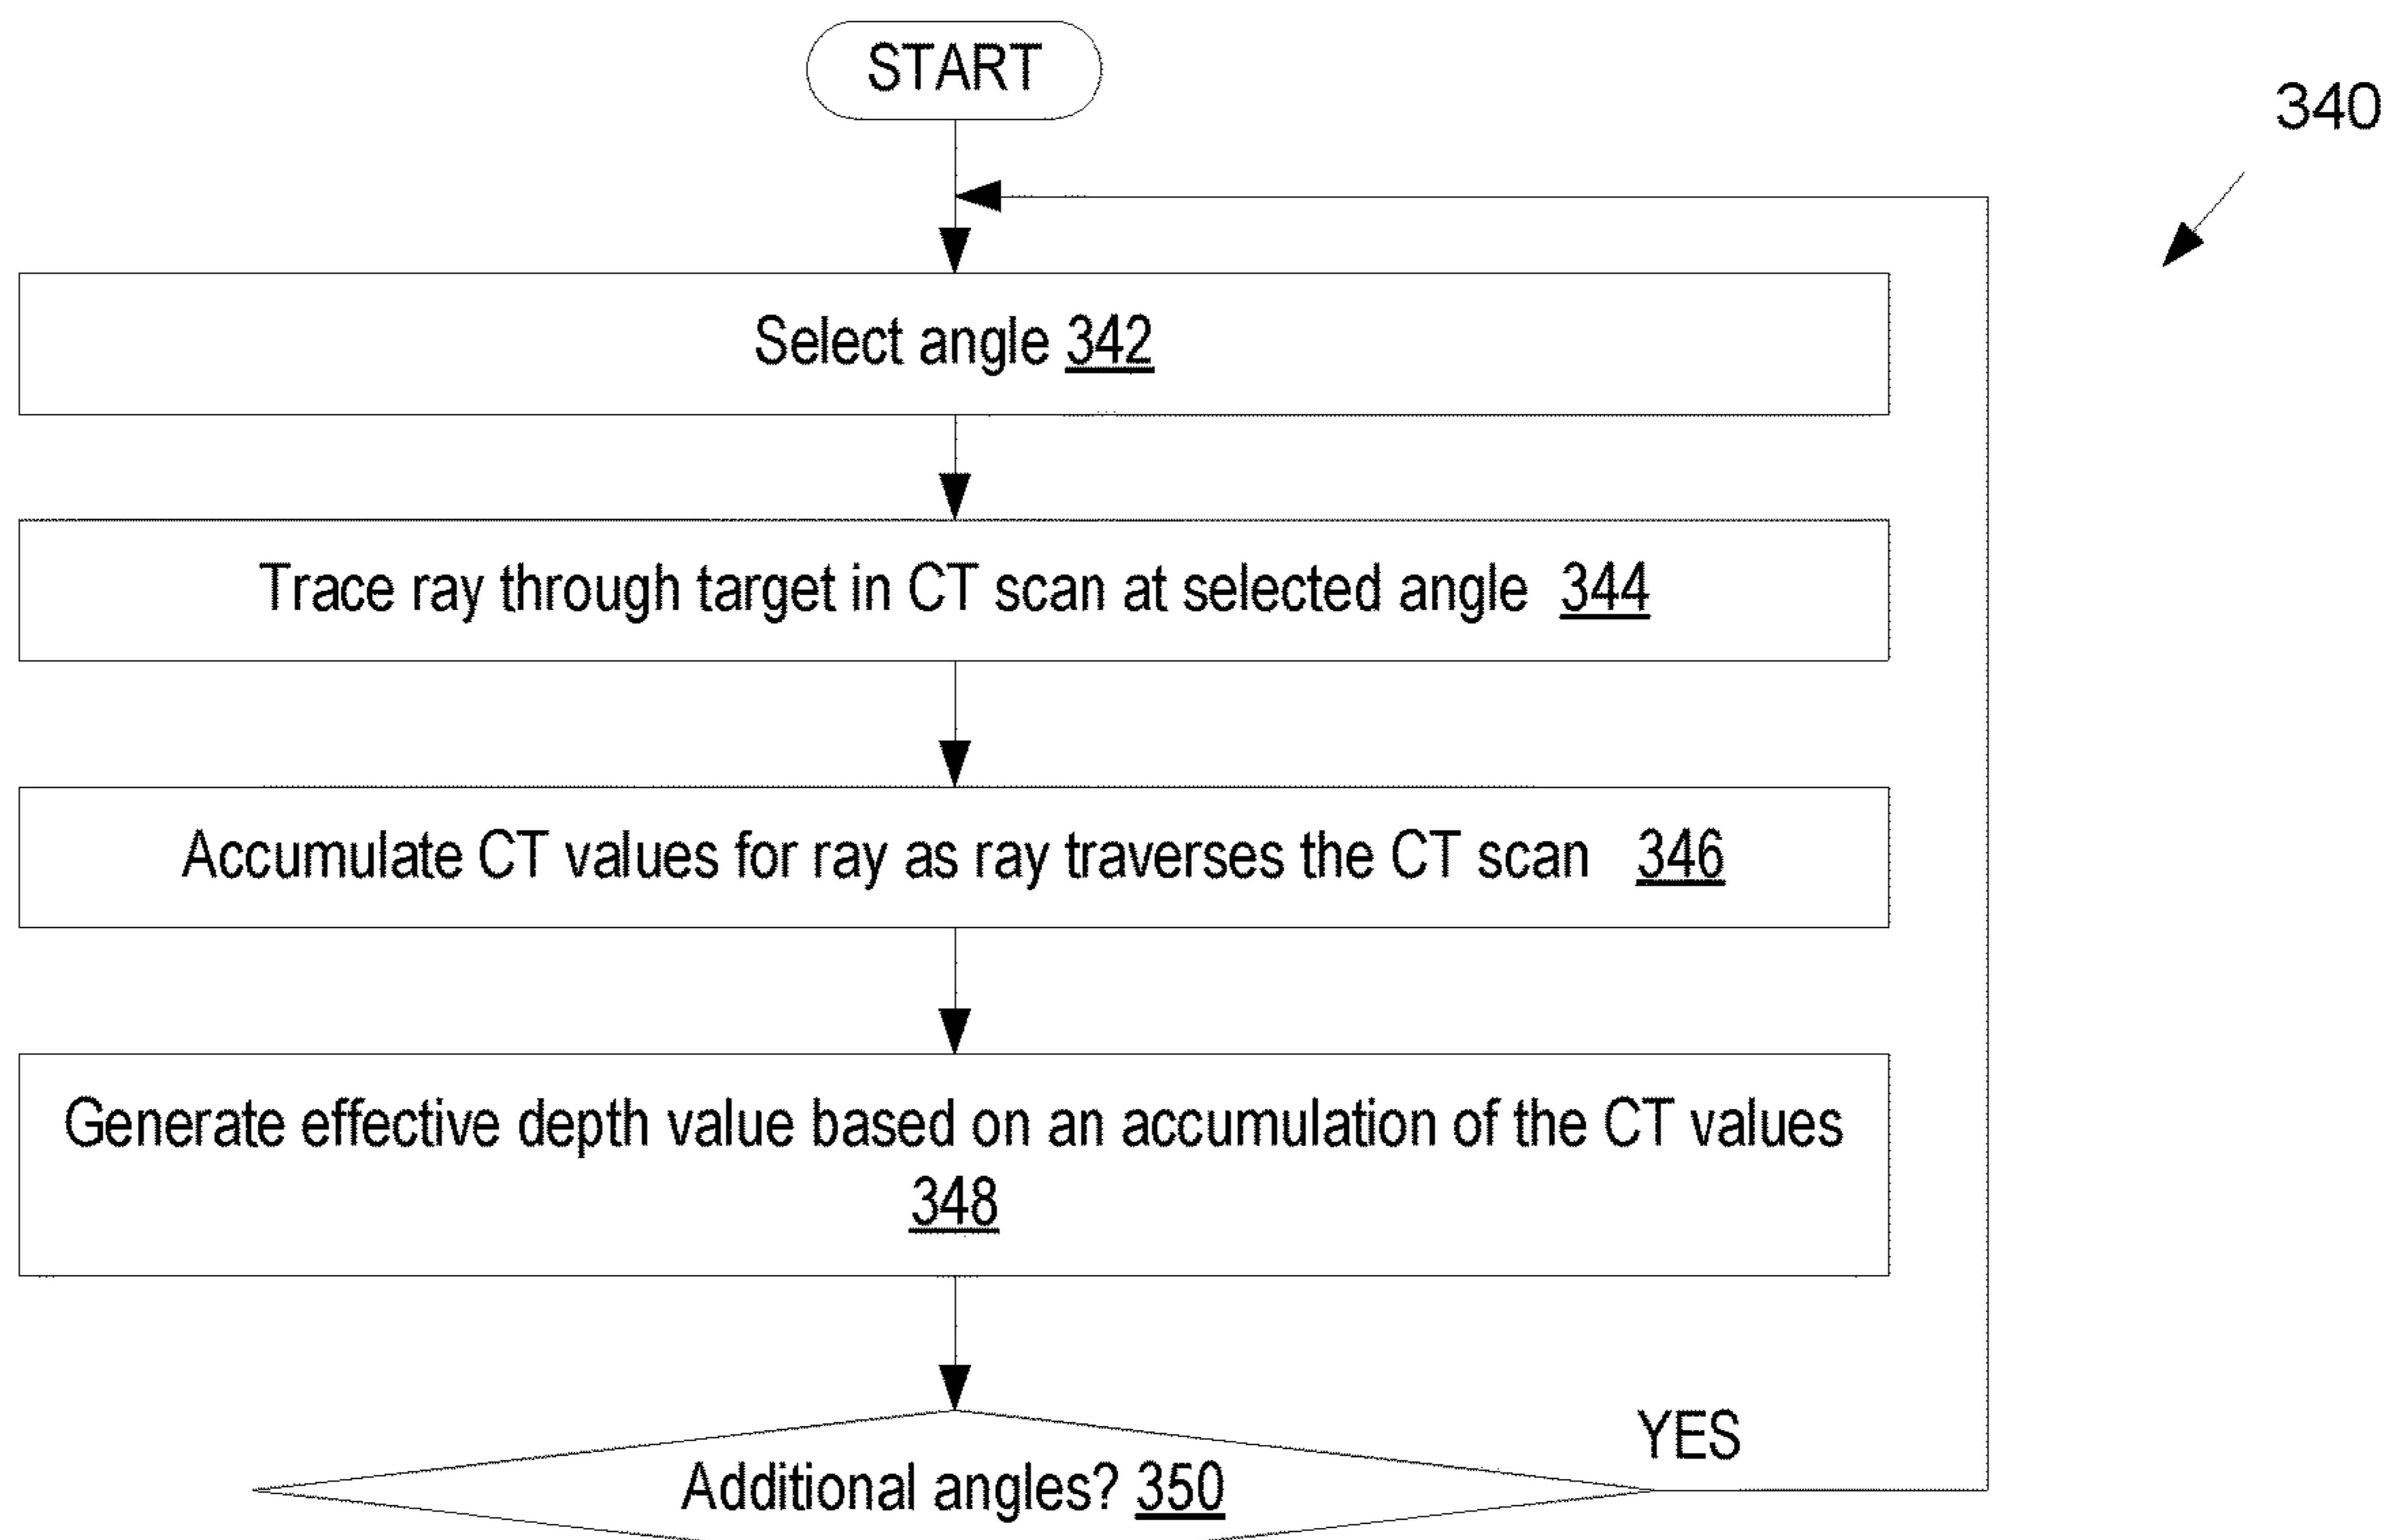 START
340
Select angle 342
Trace ray through target in CT scan at selected angle 344
Accumulate CT values for ray as ray traverses the CT scan 346
Generate effective depth value based on an accumulation of the CT values
348
YES
Additional angles? 350